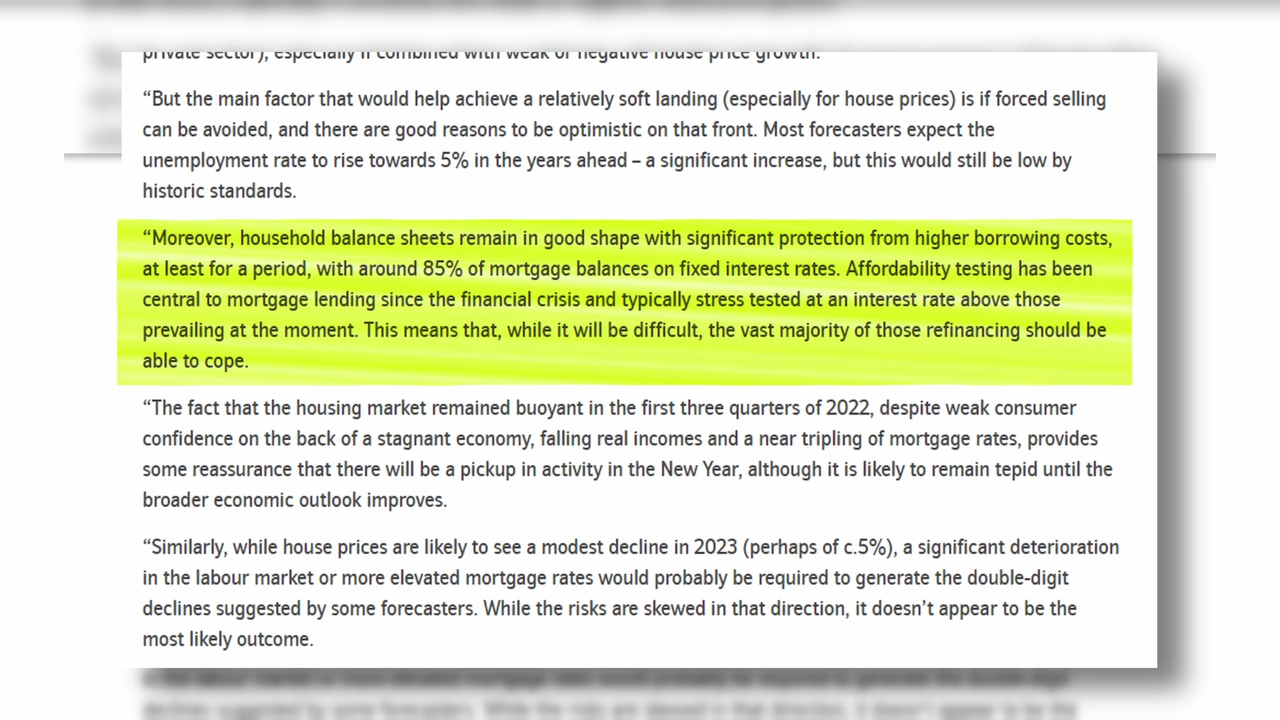 private sector), especially if combined with weak or negative house price growth.
“But the main factor that would help achieve a relatively soft landing (especially for house prices) is if forced selling
can be avoided, and there are good reasons to be optimistic on that front. Most forecasters expect the
unemployment rate to rise towards 5% in the years ahead – a significant increase, but this would still be low by
historic standards.
“Moreover, household balance sheets remain in good shape with significant protection from higher borrowing costs,
at least for a period, with around 85% of mortgage balances on fixed interest rates. Affordability testing has been
central to mortgage lending since the financial crisis and typically stress tested at an interest rate above those
prevailing at the moment. This means that, while it will be difficult, the vast majority of those refinancing should be
able to cope.
“The fact that the housing market remained buoyant in the first three quarters of 2022, despite weak consumer
confidence on the back of a stagnant economy, falling real incomes and a near tripling of mortgage rates, provides
some reassurance that there will be a pickup in activity in the New Year, although it is likely to remain tepid until the
broader economic outlook improves.
“Similarly, while house prices are likely to see a modest decline in 2023 (perhaps of c.5%), a significant deterioration
in the labour market or more elevated mortgage rates would probably be required to generate the double-digit
declines suggested by some forecasters. While the risks are skewed in that direction, it doesn’t appear to be the
most likely outcome.